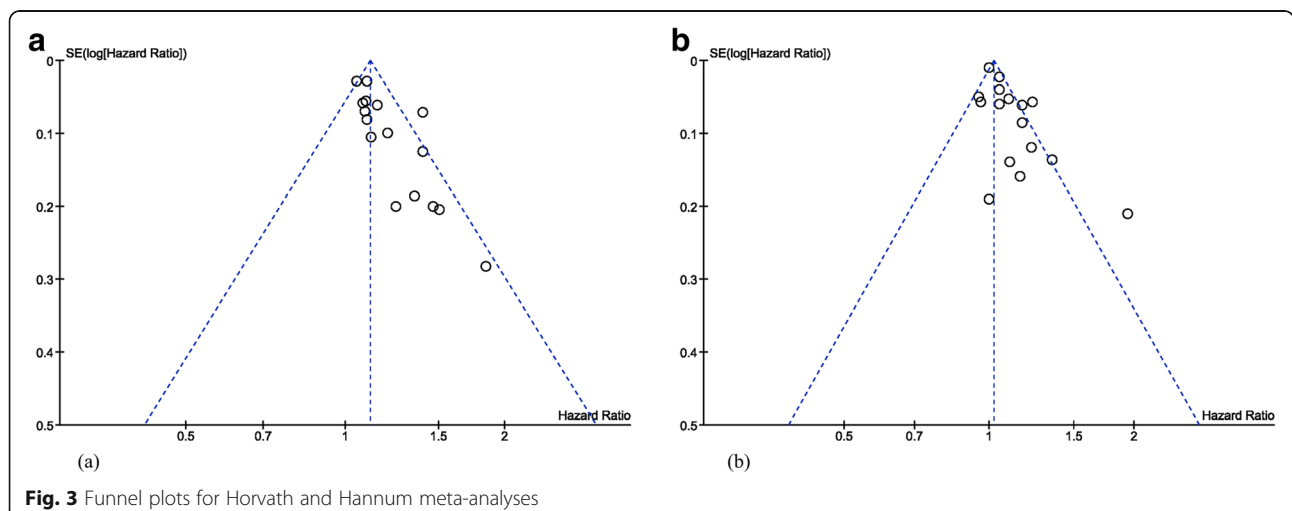 a
SE(log[Hazard Ratio])
0
0.1
0.2
0.3
0.4
0.5
Hazard Ratio
0.5 0.7 1 1.5 2
(a)
b
SE(log[Hazard Ratio])
0
0.1
0.2
0.3
0.4
0.5
Hazard Ratio
0.5 0.7 1 1.5 2
(b)
Fig. 3 Funnel plots for Horvath and Hannum meta-analyses